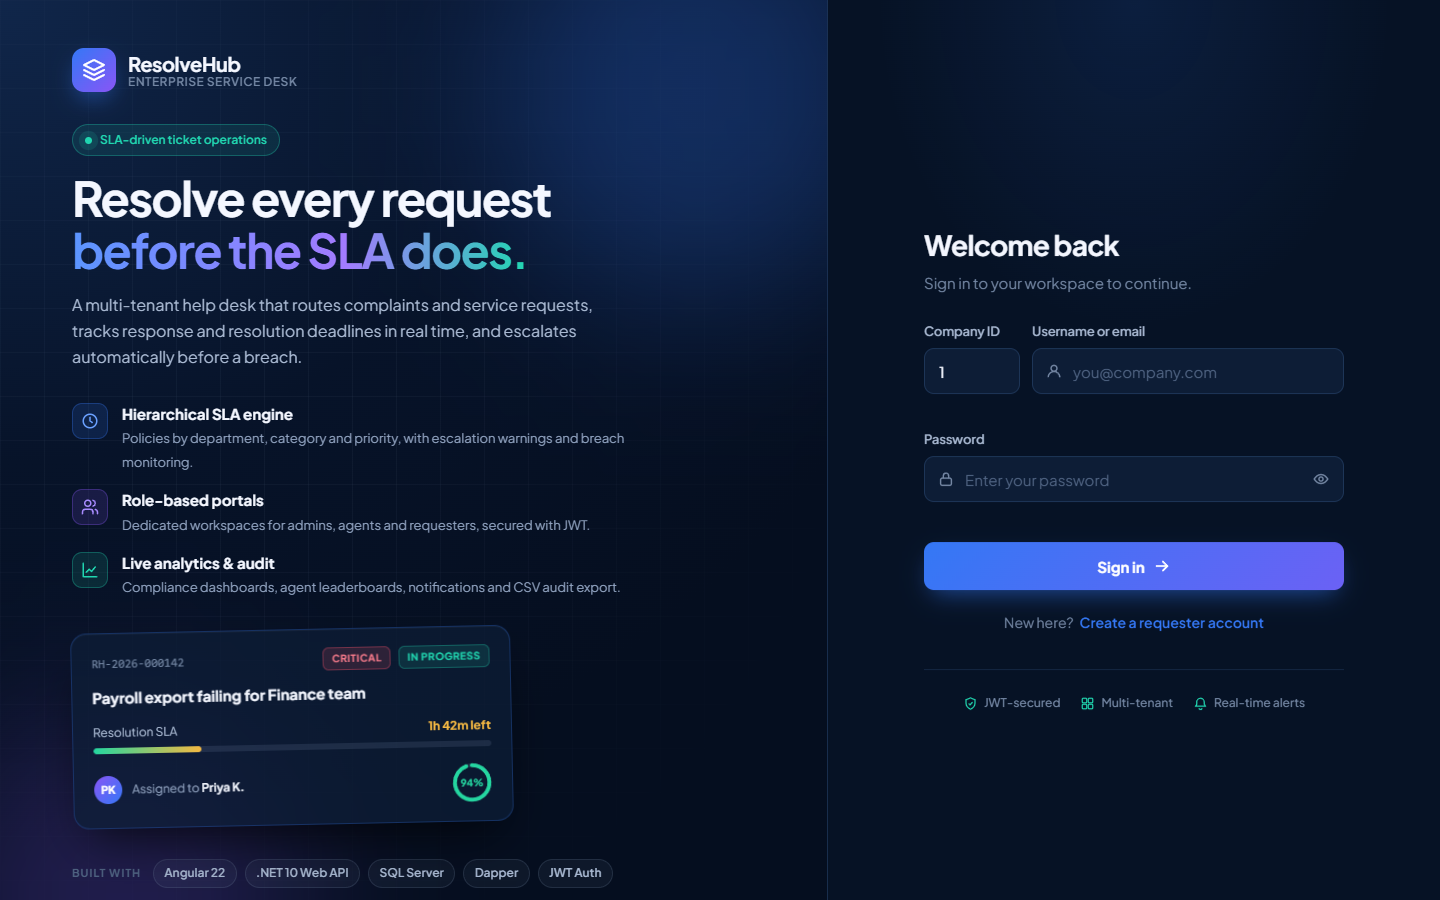 ResolveHub
ENTERPRISE SERVICE DESK
SLA-driven ticket operations
Resolve every request
before the SLA does.
A multi-tenant help desk that routes complaints and service requests,
tracks response and resolution deadlines in real time, and escalates
automatically before a breach.
Hierarchical SLA engine
Policies by department, category and priority, with escalation warnings and breach
monitoring.
Role-based portals
Dedicated workspaces for admins, agents and requesters, secured with JWT.
Live analytics & audit
Compliance dashboards, agent leaderboards, notifications and CSV audit export.
RH-2026-000142
CRITICAL
IN PROGRESS
Payroll export failing for Finance team
Resolution SLA
1h 42m left
PK
Assigned to Priya K.
94%
BUILT WITH
Angular 22
.NET 10 Web API
SQL Server
Dapper
JWT Auth
Welcome back
Sign in to your workspace to continue.
Company ID
Username or email
1
you@company.com
Password
Enter your password
Sign in
New here? Create a requester account
JWT-secured
Multi-tenant
Real-time alerts